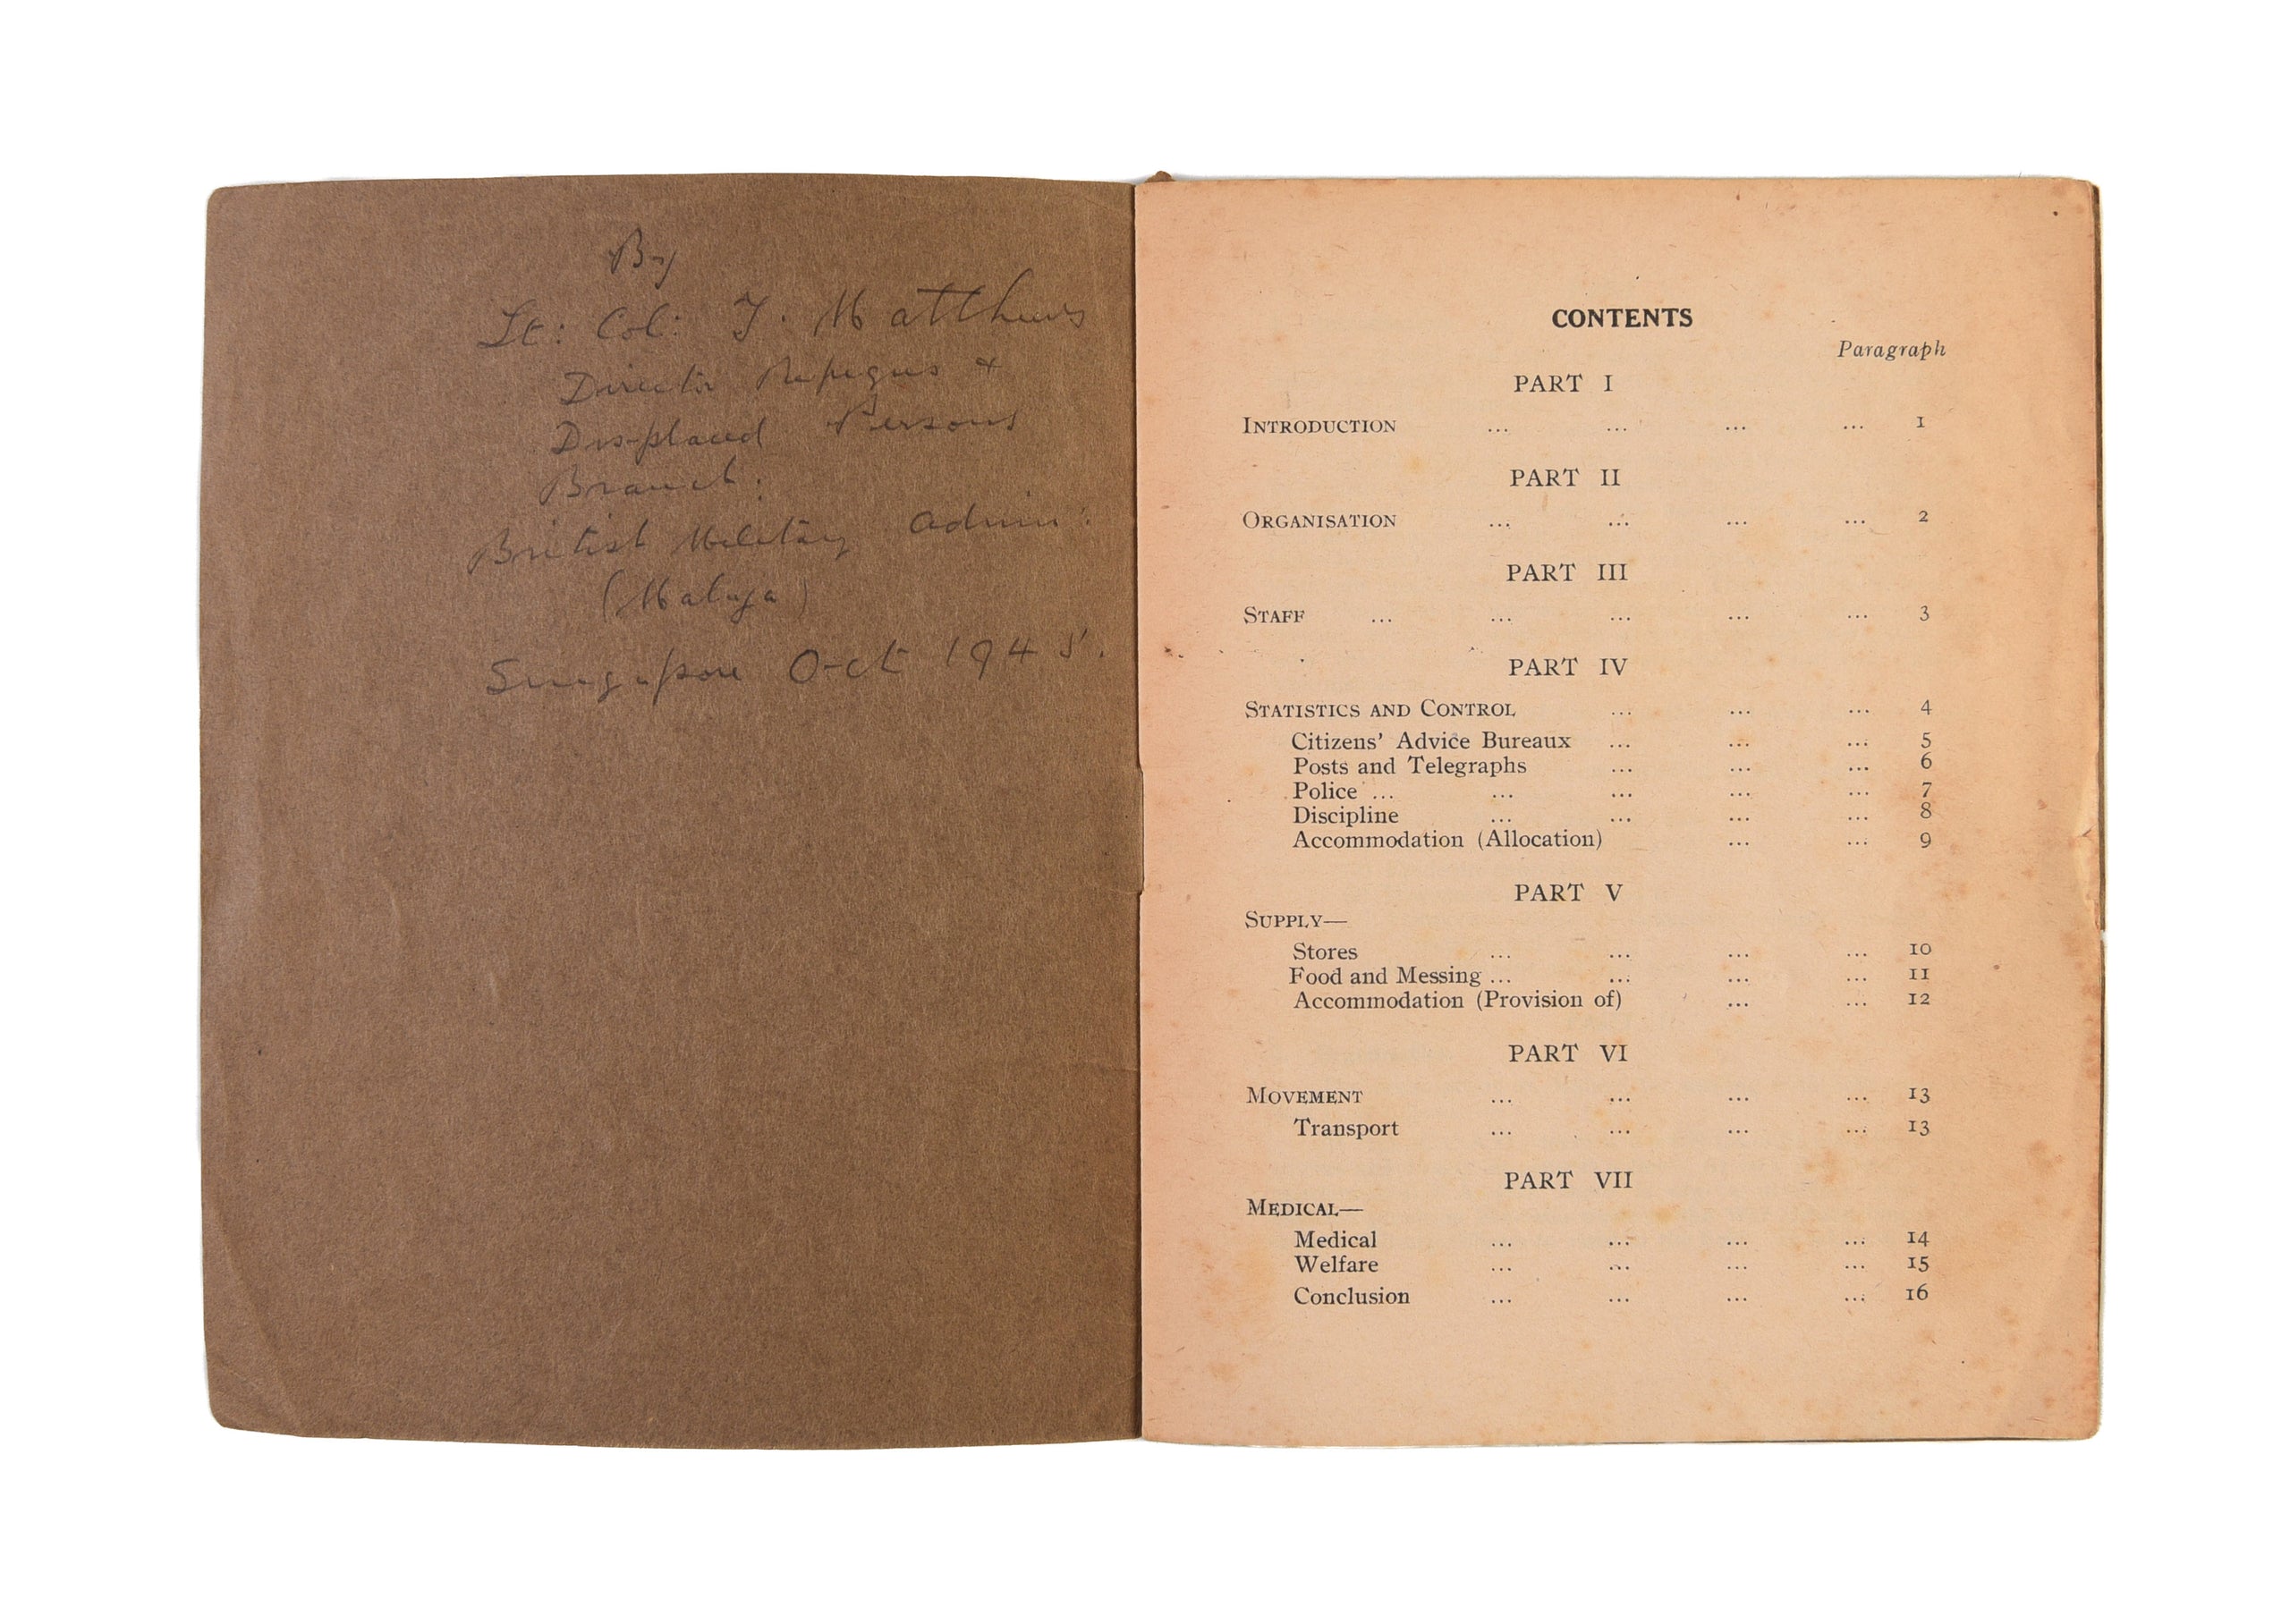 By
Lt: Col: T. Matthews
Director Refugees &
Displaced Persons
Branch:
British Military Admin:
(Malaya)
Singapore Oct 1945.
CONTENTS
Paragraph
PART I
INTRODUCTION ... ... ... ... 1
PART II
ORGANISATION ... ... ... ... 2
PART III
STAFF ... ... ... ... ... 3
PART IV
STATISTICS AND CONTROL ... ... ... 4
Citizens' Advice Bureaux ... ... ... 5
Posts and Telegraphs ... ... ... 6
Police ... ... ... ... ... 7
Discipline ... ... ... ... 8
Accommodation (Allocation) ... ... 9
PART V
SUPPLY—
Stores ... ... ... ... 10
Food and Messing ... ... ... ... 11
Accommodation (Provision of) ... ... 12
PART VI
MOVEMENT ... ... ... ... 13
Transport ... ... ... ... 13
PART VII
MEDICAL—
Medical ... ... ... ... 14
Welfare ... ... ... ... 15
Conclusion ... ... ... ... 16